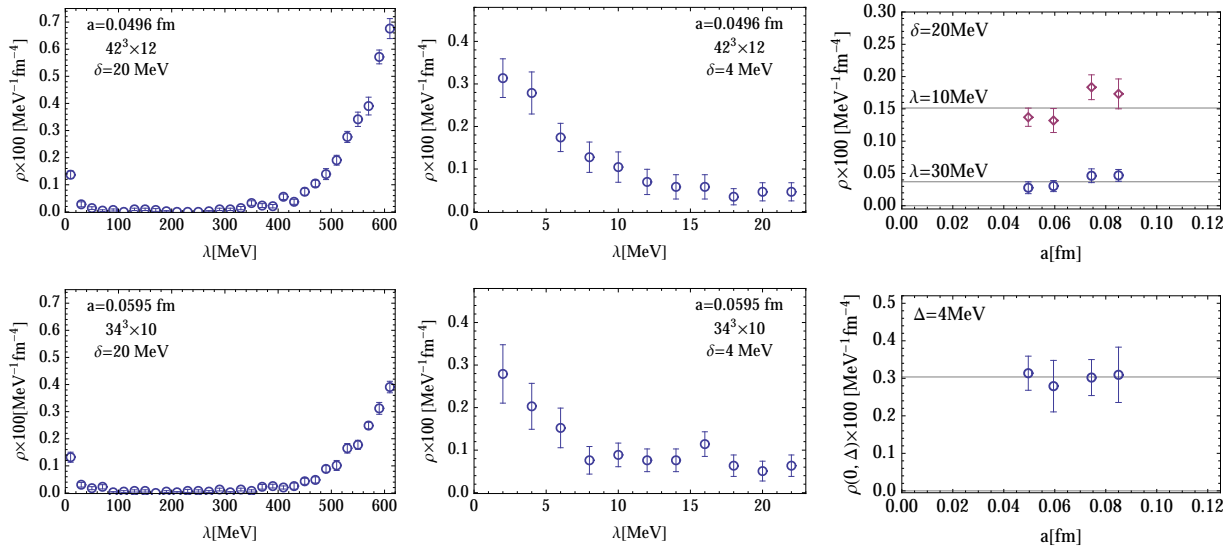 a=0.0496 fm
42³×12
δ=20 MeV
ρ×100 [MeV⁻¹fm⁻⁴]
0.7
0.6
0.5
0.4
0.3
0.2
0.1
0.0
0 100 200 300 400 500 600
λ[MeV]
a=0.0496 fm
42³×12
δ=4 MeV
ρ×100 [MeV⁻¹fm⁻⁴]
0.4
0.3
0.2
0.1
0.0
0 5 10 15 20
λ[MeV]
δ=20MeV
λ=10MeV
λ=30MeV
ρ×100 [MeV⁻¹fm⁻⁴]
0.30
0.25
0.20
0.15
0.10
0.05
0.00
0.00 0.02 0.04 0.06 0.08 0.10 0.12
a[fm]
a=0.0595 fm
34³×10
δ=20 MeV
ρ×100[MeV⁻¹fm⁻⁴]
0.7
0.6
0.5
0.4
0.3
0.2
0.1
0.0
0 100 200 300 400 500 600
λ[MeV]
a=0.0595 fm
34³×10
δ=4 MeV
ρ×100 [MeV⁻¹fm⁻⁴]
0.4
0.3
0.2
0.1
0.0
0 5 10 15 20
λ[MeV]
Δ=4MeV
ρ(0, Δ)×100 [MeV⁻¹fm⁻⁴]
0.5
0.4
0.3
0.2
0.1
0.0
0.00 0.02 0.04 0.06 0.08 0.10 0.12
a[fm]